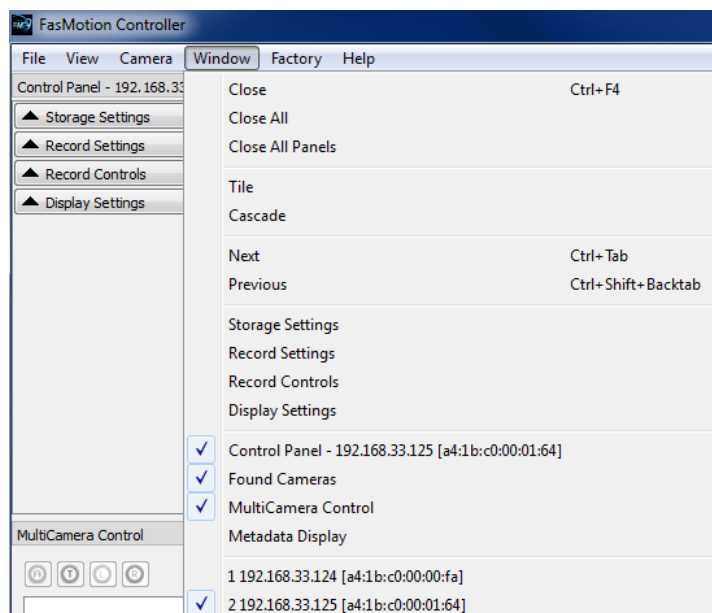 FasMotion Controller
File View Camera Window Factory Help
Control Panel - 192.168.33
Storage Settings
Record Settings
Record Controls
Display Settings
Close Ctrl+F4
Close All
Close All Panels
Tile
Cascade
Next Ctrl+Tab
Previous Ctrl+Shift+Backtab
Storage Settings
Record Settings
Record Controls
Display Settings
Control Panel - 192.168.33.125 [a4:1b:c0:00:01:64]
Found Cameras
MultiCamera Control
Metadata Display
1 192.168.33.124 [a4:1b:c0:00:00:fa]
2 192.168.33.125 [a4:1b:c0:00:01:64]
MultiCamera Control
A T L R